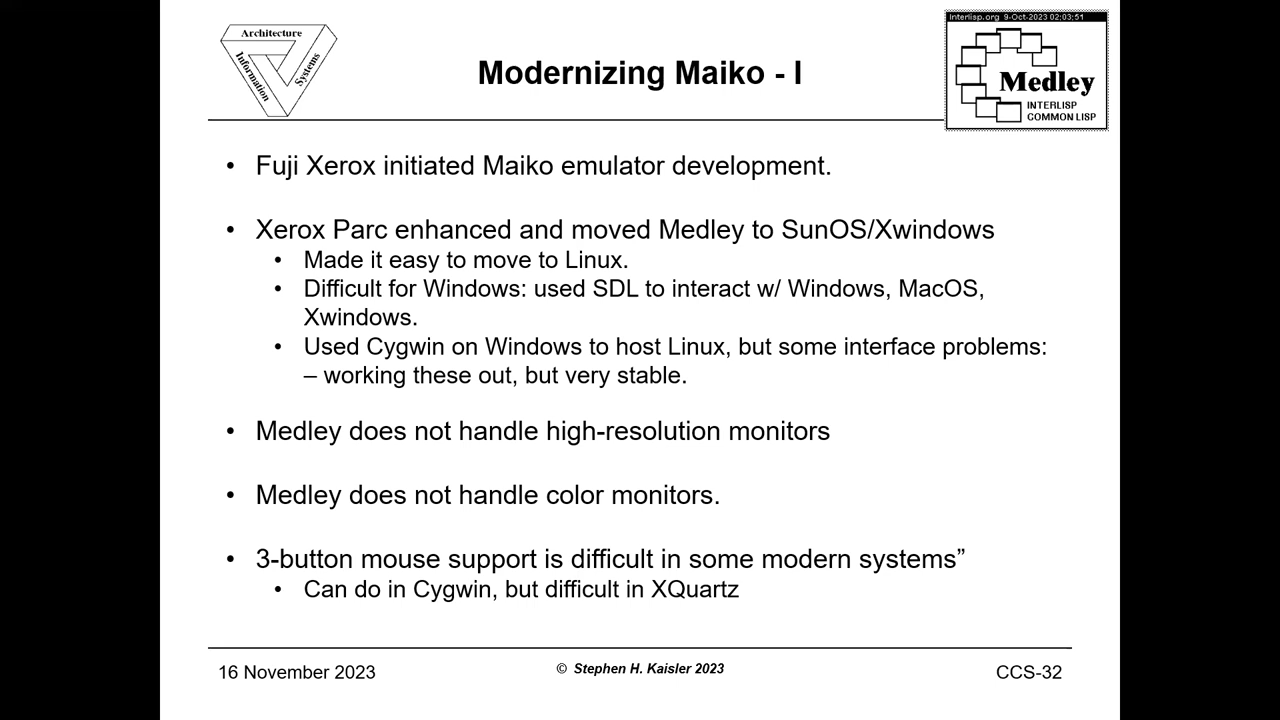 Architecture
Information
Systems
Modernizing Maiko - I
Interlisp.org 9-Oct-2023 02:03:51
Medley
INTERLISP
COMMON LISP
• Fuji Xerox initiated Maiko emulator development.
• Xerox Parc enhanced and moved Medley to SunOS/Xwindows
• Made it easy to move to Linux.
• Difficult for Windows: used SDL to interact w/ Windows, MacOS,
Xwindows.
• Used Cygwin on Windows to host Linux, but some interface problems:
– working these out, but very stable.
• Medley does not handle high-resolution monitors
• Medley does not handle color monitors.
• 3-button mouse support is difficult in some modern systems”
• Can do in Cygwin, but difficult in XQuartz
16 November 2023
© Stephen H. Kaisler 2023
CCS-32